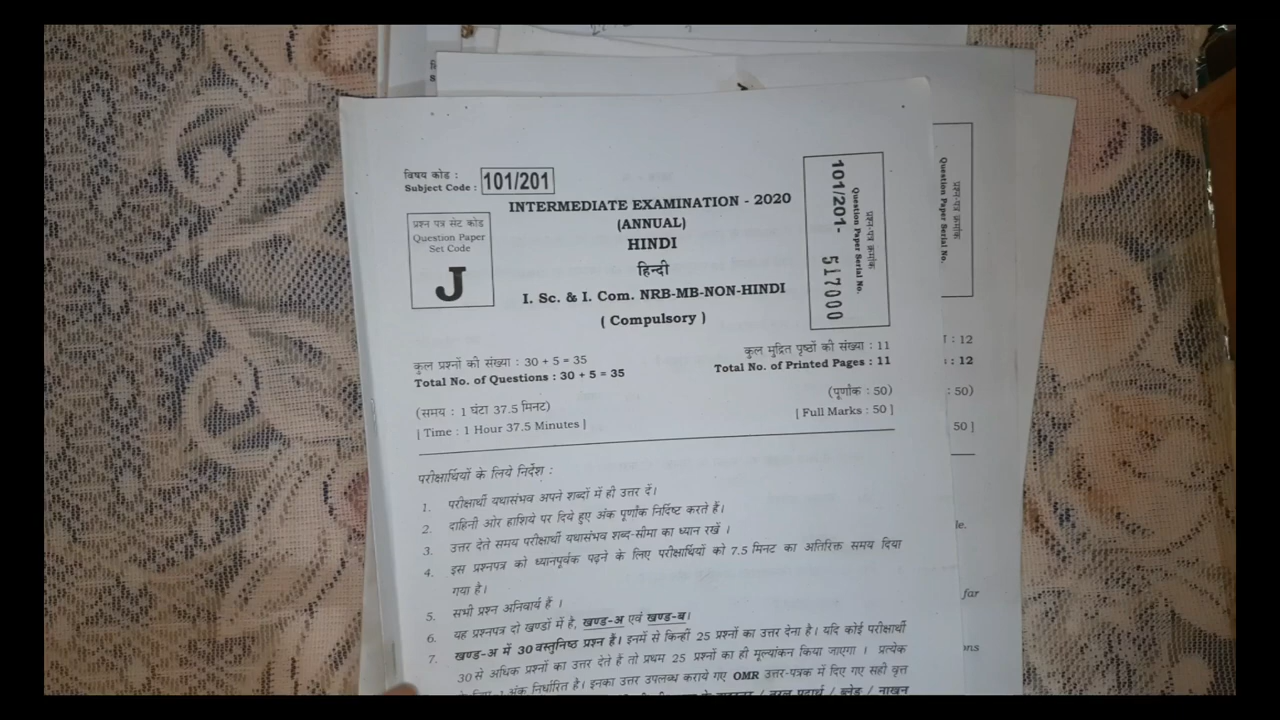 विषय कोड :
Subject Code : 101/201
प्रश्न पत्र सेट कोड
Question Paper
Set Code
J
INTERMEDIATE EXAMINATION - 2020
(ANNUAL)
HINDI
हिन्दी
I. Sc. & I. Com. NRB-MB-NON-HINDI
( Compulsory )
101/201- 517000
Question Paper Serial No.
प्रश्न-पत्र क्रमांक
प्रश्न-पत्र क्रमांक
Question Paper Serial No.
कुल प्रश्नों की संख्या : 30 + 5 = 35
Total No. of Questions : 30 + 5 = 35
कुल मुद्रित पृष्ठों की संख्या : 11
Total No. of Printed Pages : 11
: 12
: 12
(समय : 1 घंटा 37.5 मिनट)
[ Time : 1 Hour 37.5 Minutes ]
(पूर्णांक : 50)
[ Full Marks : 50 ]
: 50)
50 ]
परीक्षार्थियों के लिये निर्देश :
1. परीक्षार्थी यथासंभव अपने शब्दों में ही उत्तर दें।
2. दाहिनी ओर हाशिये पर दिये हुए अंक पूर्णांक निर्दिष्ट करते हैं।
3. उत्तर देते समय परीक्षार्थी यथासंभव शब्द-सीमा का ध्यान रखें ।
4. इस प्रश्नपत्र को ध्यानपूर्वक पढ़ने के लिए परीक्षार्थियों को 7.5 मिनट का अतिरिक्त समय दिया
गया है।
5. सभी प्रश्न अनिवार्य हैं ।
6. यह प्रश्नपत्र दो खण्डों में है, खण्ड-अ एवं खण्ड-ब।
7. खण्ड-अ में 30 वस्तुनिष्ठ प्रश्न हैं। इनमें से किन्हीं 25 प्रश्नों का उत्तर देना है। यदि कोई परीक्षार्थी
30 से अधिक प्रश्नों का उत्तर देते हैं तो प्रथम 25 प्रश्नों का ही मूल्यांकन किया जाएगा । प्रत्येक
के लिए 1 अंक निर्धारित है। इनका उत्तर उपलब्ध कराये गए OMR उत्तर-पत्रक में दिए गए सही वृत्त
/ तरल पदार्थ / ब्लेड / नाखून
le.
far
ons